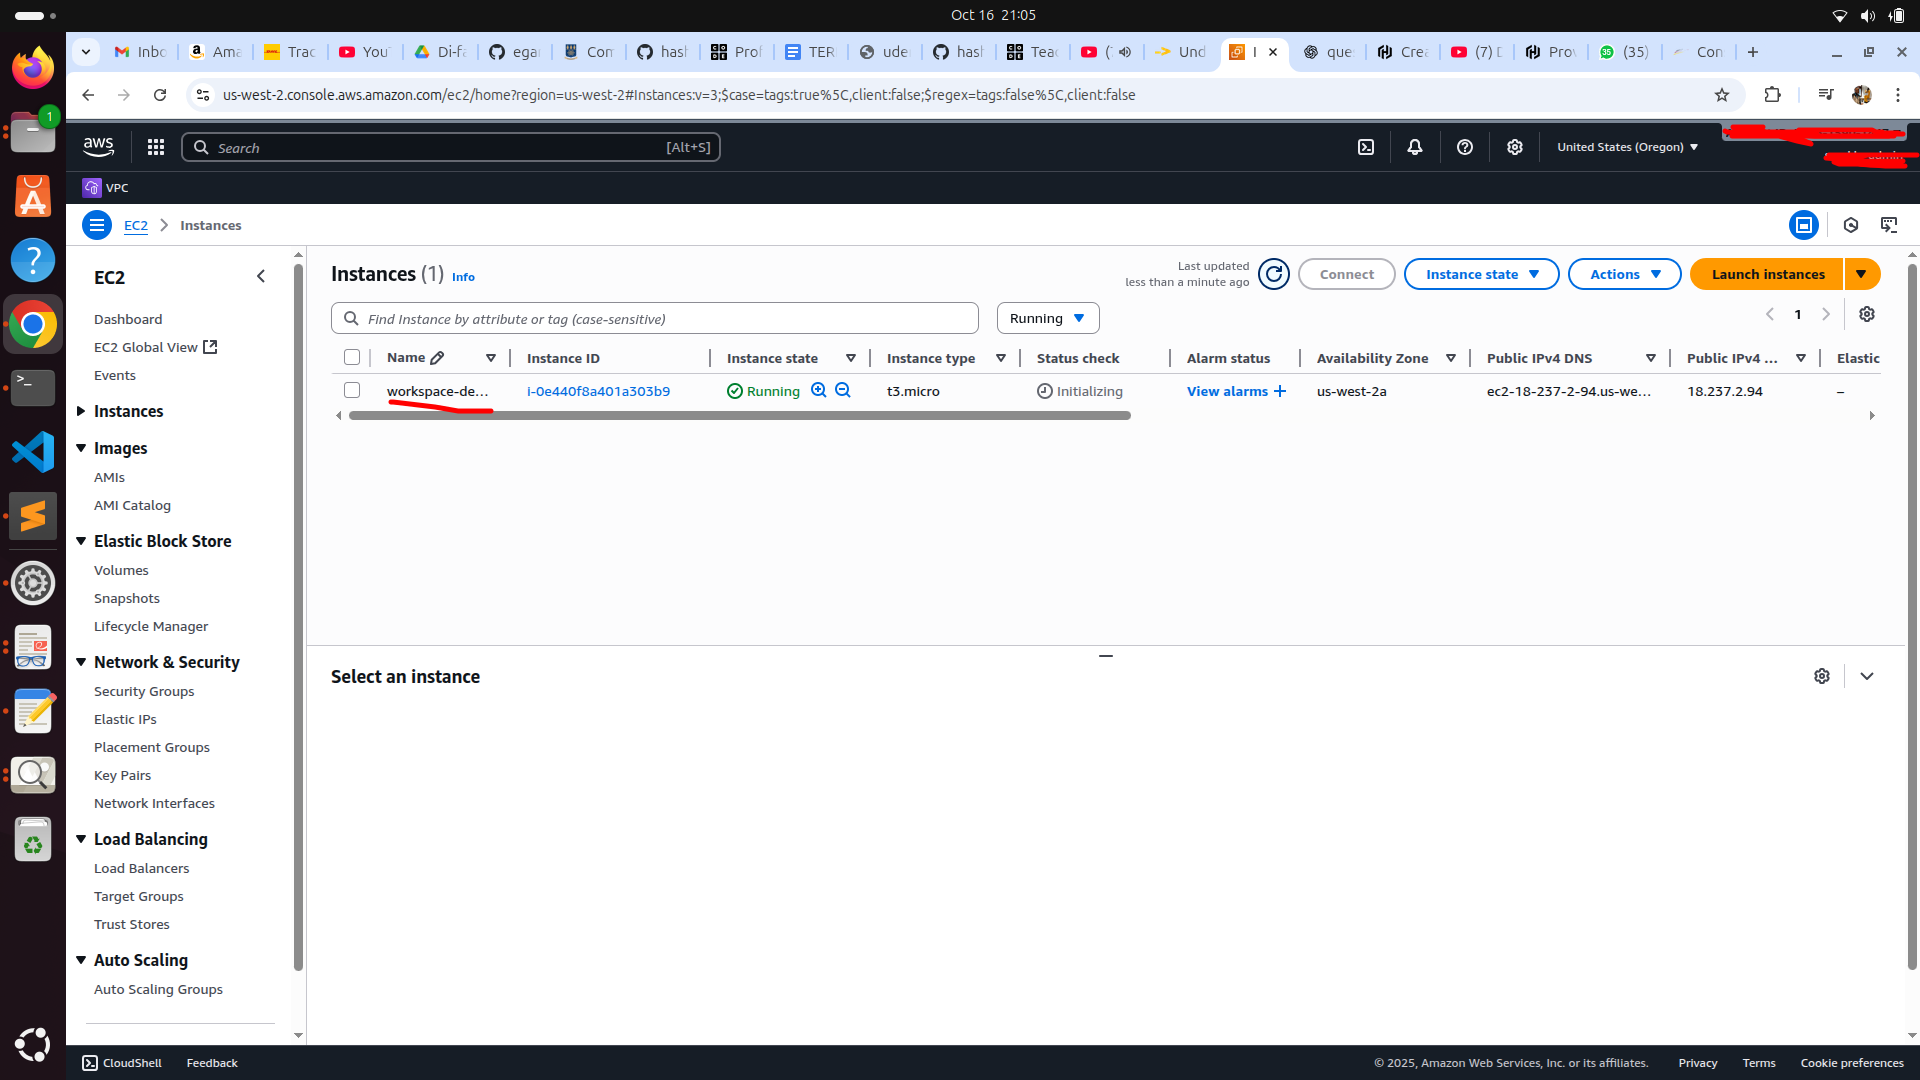 Oct 16 21:05
Inbo
Ama
Trac
You
Di-fa
egar
Com
hash
Prof
TER
ude
hash
Teac
(
Und
I
que
Crea
(7) D
Prov
(35)
Con
us-west-2.console.aws.amazon.com/ec2/home?region=us-west-2#Instances:v=3;$case=tags:true%5C,client:false;$regex=tags:false%5C,client:false
aws
Search
[Alt+S]
United States (Oregon)
VPC
EC2
Instances
EC2
Dashboard
EC2 Global View
Events
Instances
Images
AMIs
AMI Catalog
Elastic Block Store
Volumes
Snapshots
Lifecycle Manager
Network & Security
Security Groups
Elastic IPs
Placement Groups
Key Pairs
Network Interfaces
Load Balancing
Load Balancers
Target Groups
Trust Stores
Auto Scaling
Auto Scaling Groups
Instances (1) Info
Last updated
less than a minute ago
Connect
Instance state
Actions
Launch instances
Find Instance by attribute or tag (case-sensitive)
Running
1
Name Instance ID Instance state Instance type Status check Alarm status Availability Zone Public IPv4 DNS Public IPv4 ... Elastic
workspace-de... i-0e440f8a401a303b9 Running t3.micro Initializing View alarms + us-west-2a ec2-18-237-2-94.us-we... 18.237.2.94 –
Select an instance
CloudShell
Feedback
© 2025, Amazon Web Services, Inc. or its affiliates.
Privacy
Terms
Cookie preferences